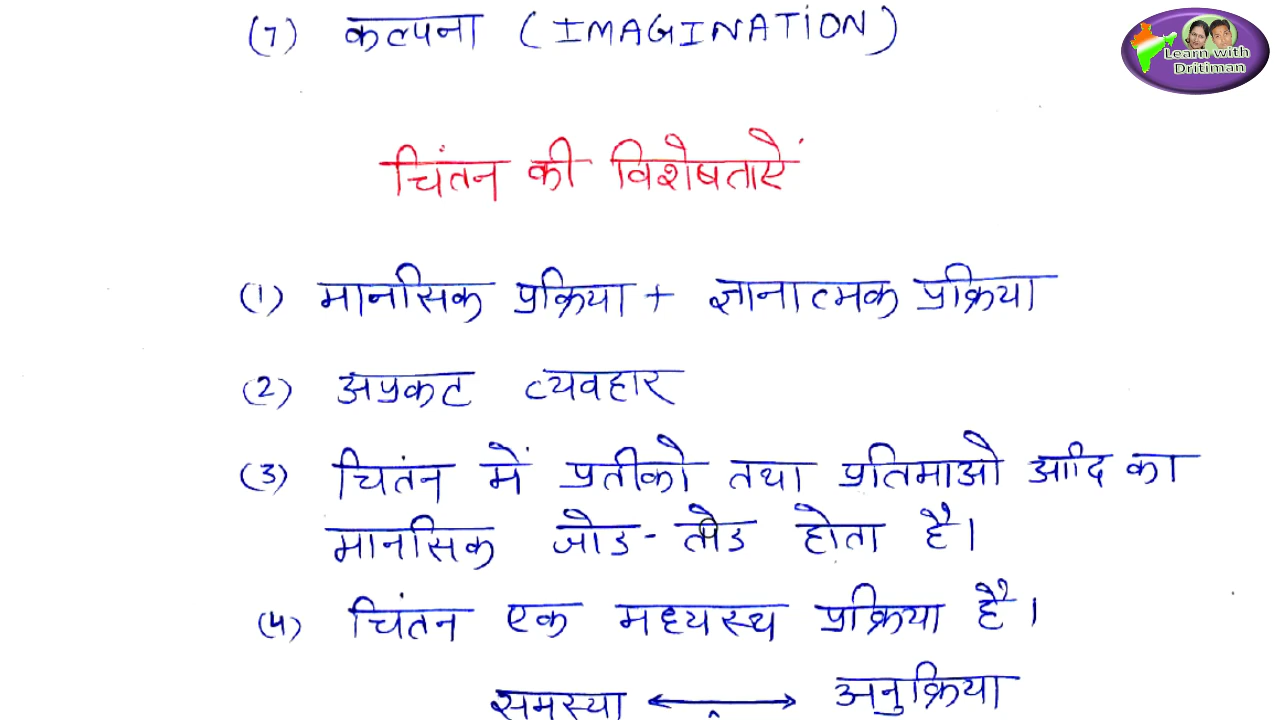 (7) कल्पना (IMAGINATION)
Learn with
Dritiman
चिंतन की विशेषताऐं
(1) मानसिक प्रक्रिया + ज्ञानात्मक प्रक्रिया
(2) अप्रकट व्यवहार
(3) चितंन में प्रतीको तथा प्रतिमाओ आदि का
मानसिक जोड - तोड होता है।
(4) चिंतन एक मध्यस्थ प्रक्रिया है।
समस्या ⟷ अनुक्रिया